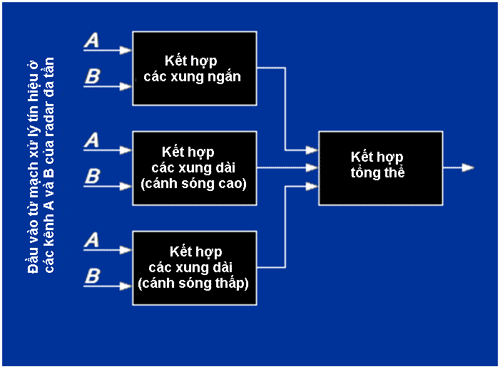 Đầu vào từ mạch xử lý tín hiệu ở
các kênh A và B của radar đa tần
A
B
Kết hợp
các xung ngắn
A
B
Kết hợp
các xung dài
(cánh sóng cao)
A
B
Kết hợp
các xung dài
(cánh sóng thấp)
Kết hợp
tổng thể